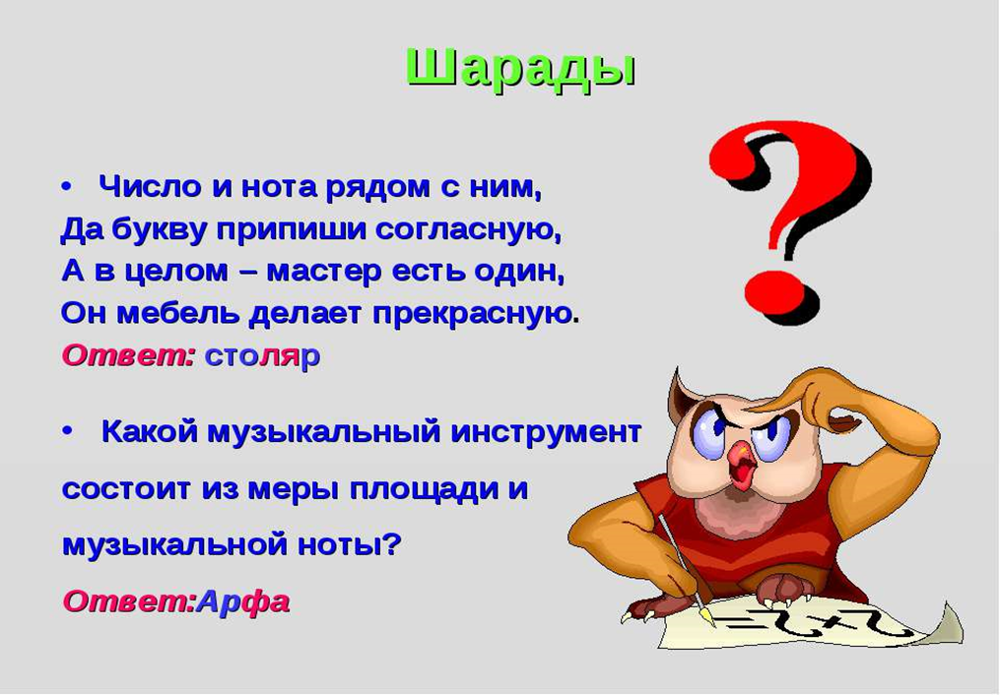 Шарады
• Число и нота рядом с ним,
Да букву припиши согласную,
А в целом – мастер есть один,
Он мебель делает прекрасную.
Ответ: столяр
• Какой музыкальный инструмент
состоит из меры площади и
музыкальной ноты?
Ответ:Арфа